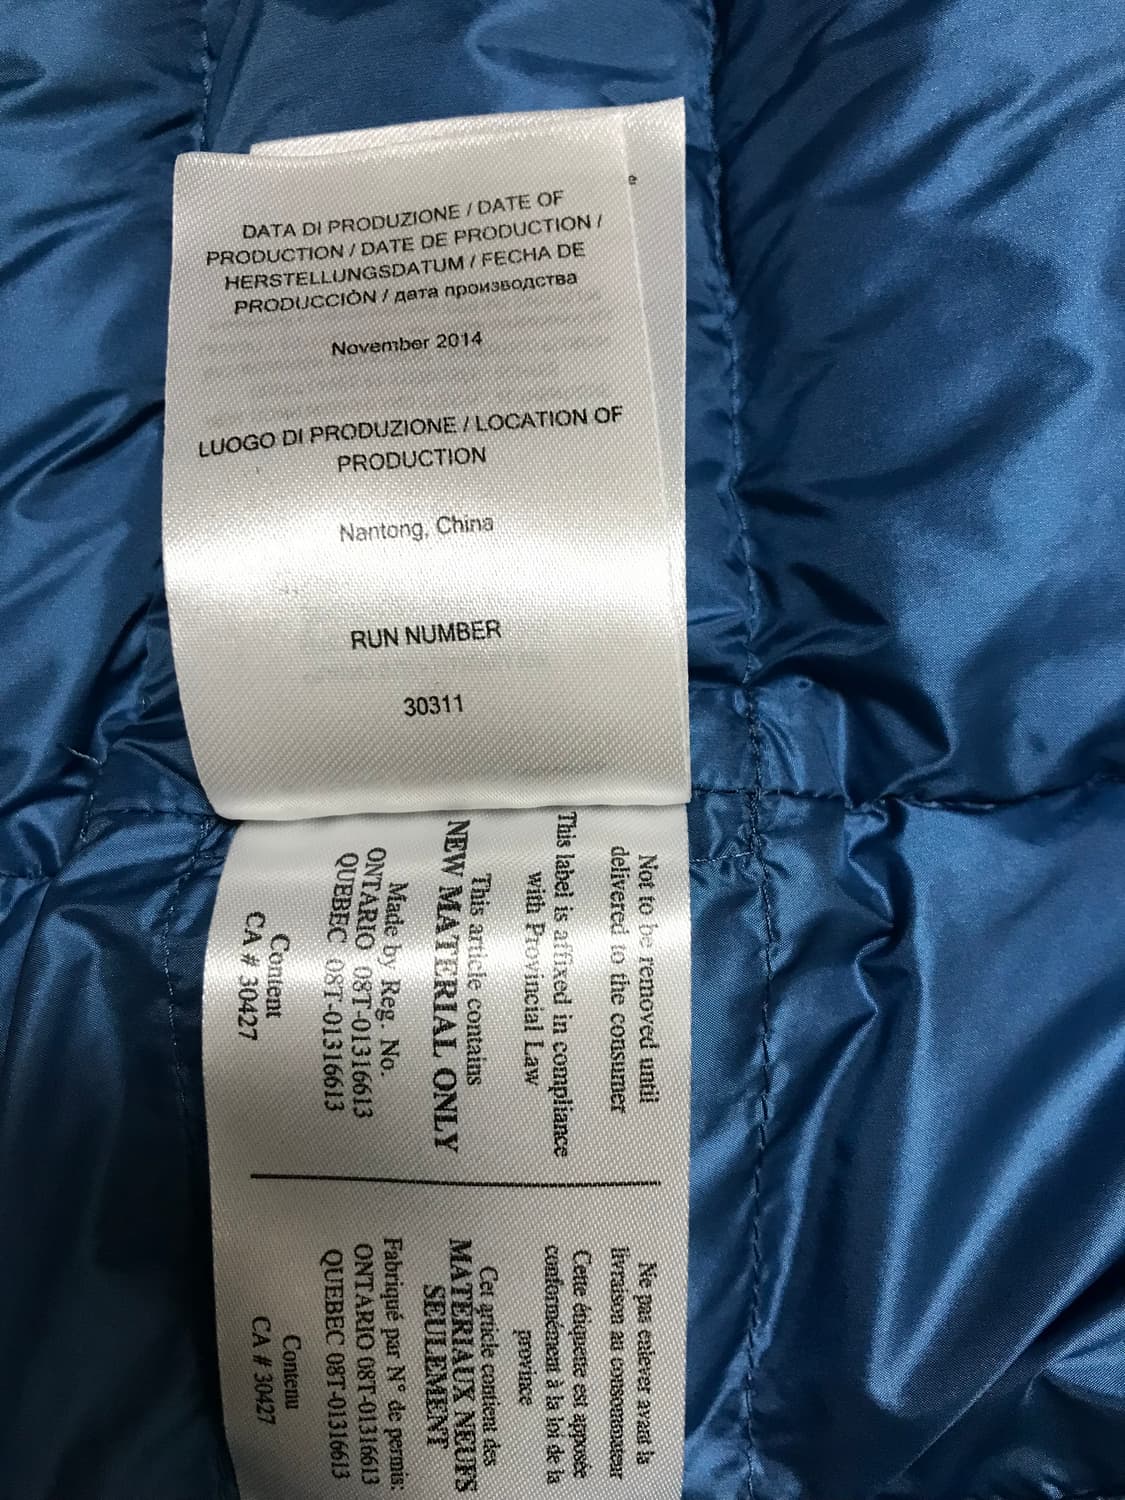 DATA DI PRODUZIONE / DATE OF
PRODUCTION / DATE DE PRODUCTION /
HERSTELLUNGSDATUM / FECHA DE
PRODUCCIÒN / дата производства
November 2014
LUOGO DI PRODUZIONE / LOCATION OF
PRODUCTION
Nantong, China
RUN NUMBER
30311
e
Not to be removed until
delivered to the consumer
This label is affixed in compliance
with Provincial Law
This article contains
NEW MATERIAL ONLY
Made by Reg. No.
ONTARIO 08T-01316613
QUEBEC 08T-01316613
Content
CA # 30427
Ne pas enlever avant la
livraison au consommateur
Cette étiquette est apposée
conformément à la loi de la
province
Cet article contient des
MATERIAUX NEUFS
SEULEMENT
Fabriqué par N° de permis:
ONTARIO 08T-01316613
QUEBEC 08T-01316613
Contenu
CA # 30427